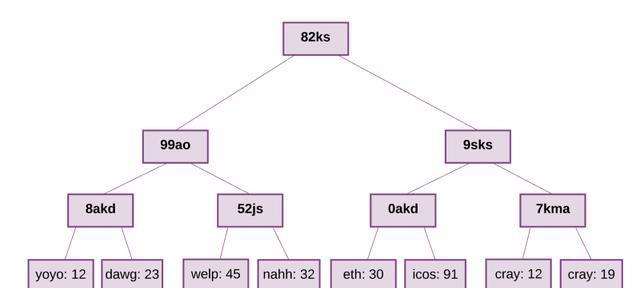 82ks
99ao
9sks
8akd
52js
0akd
7kma
yoyo: 12
dawg: 23
welp: 45
nahh: 32
eth: 30
icos: 91
cray: 12
cray: 19